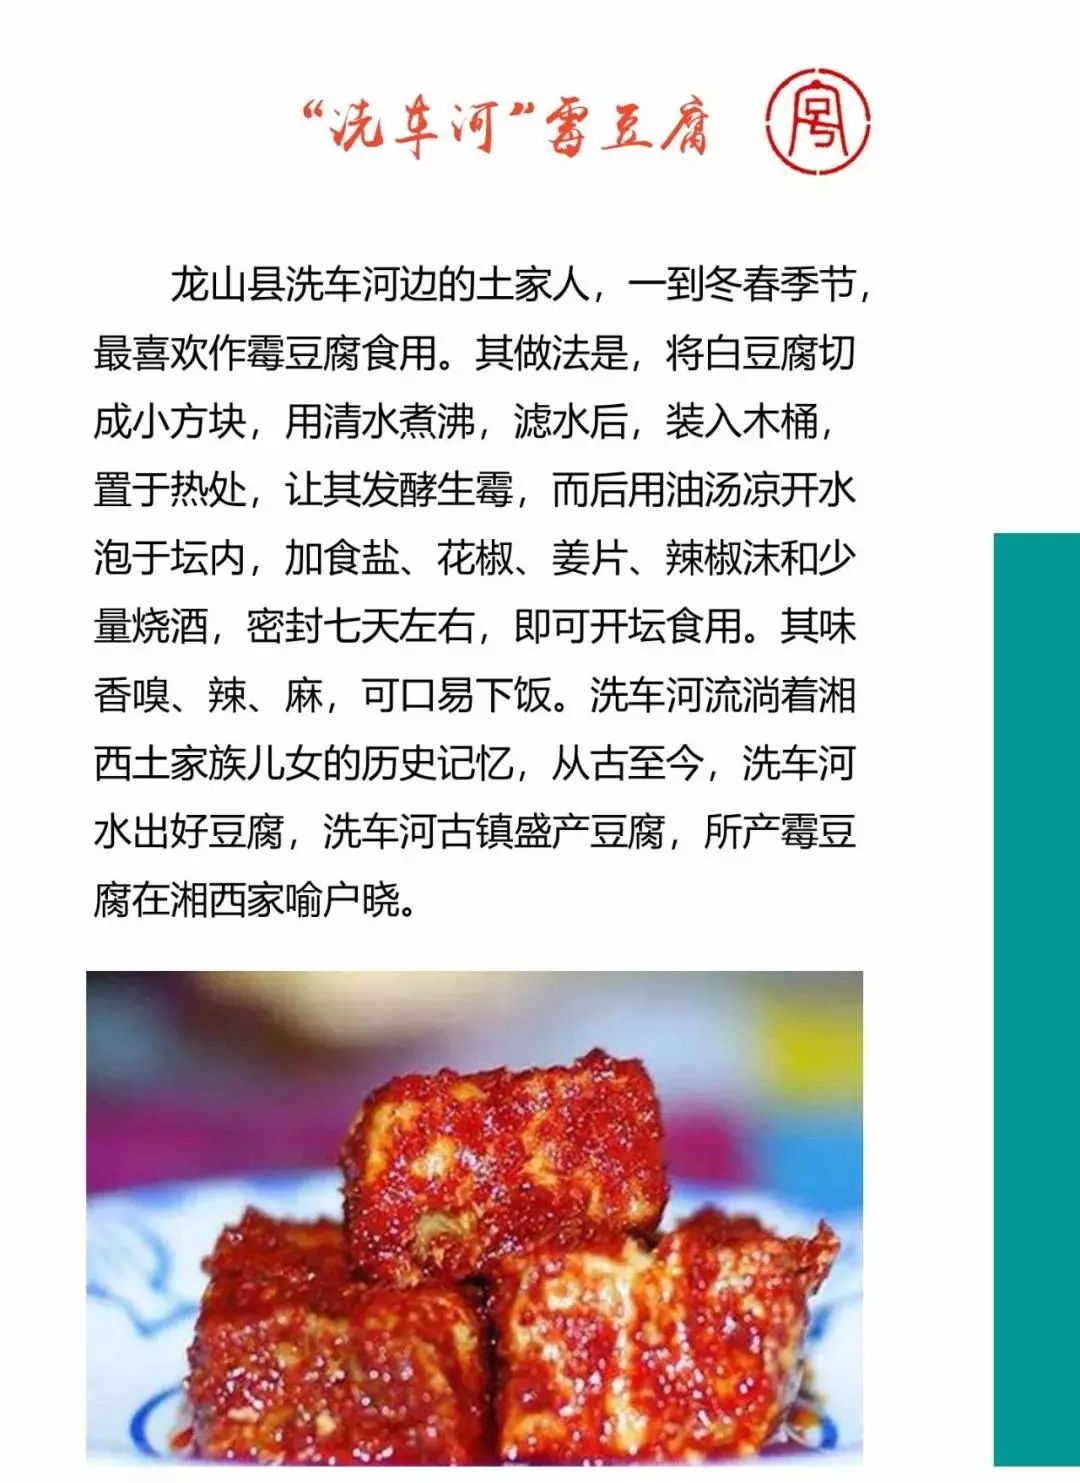 “洗车河”霉豆腐
龙山县洗车河边的土家人，一到冬春季节，
最喜欢作霉豆腐食用。其做法是，将白豆腐切
成小方块，用清水煮沸，滤水后，装入木桶，
置于热处，让其发酵生霉，而后用油汤凉开水
泡于坛内，加食盐、花椒、姜片、辣椒沫和少
量烧酒，密封七天左右，即可开坛食用。其味
香嗅、辣、麻，可口易下饭。洗车河流淌着湘
西土家族儿女的历史记忆，从古至今，洗车河
水出好豆腐，洗车河古镇盛产豆腐，所产霉豆
腐在湘西家喻户晓。